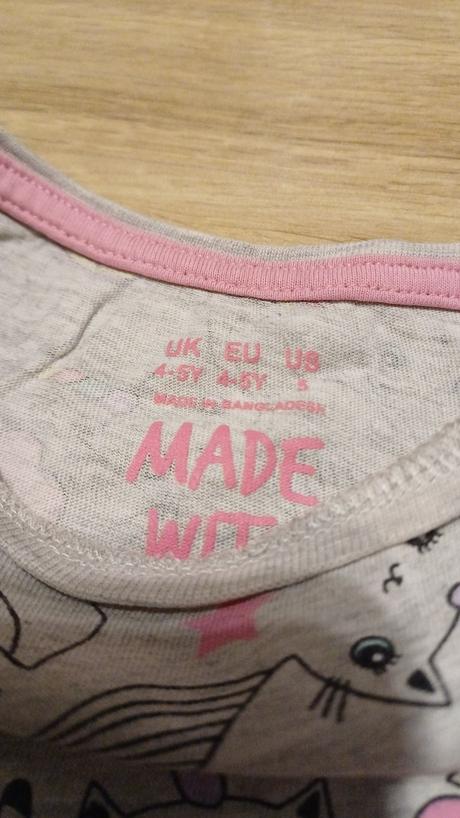 UK EU US
4-5Y 4-5Y 5
MADE IN BANGLADESH
MADE
WIT